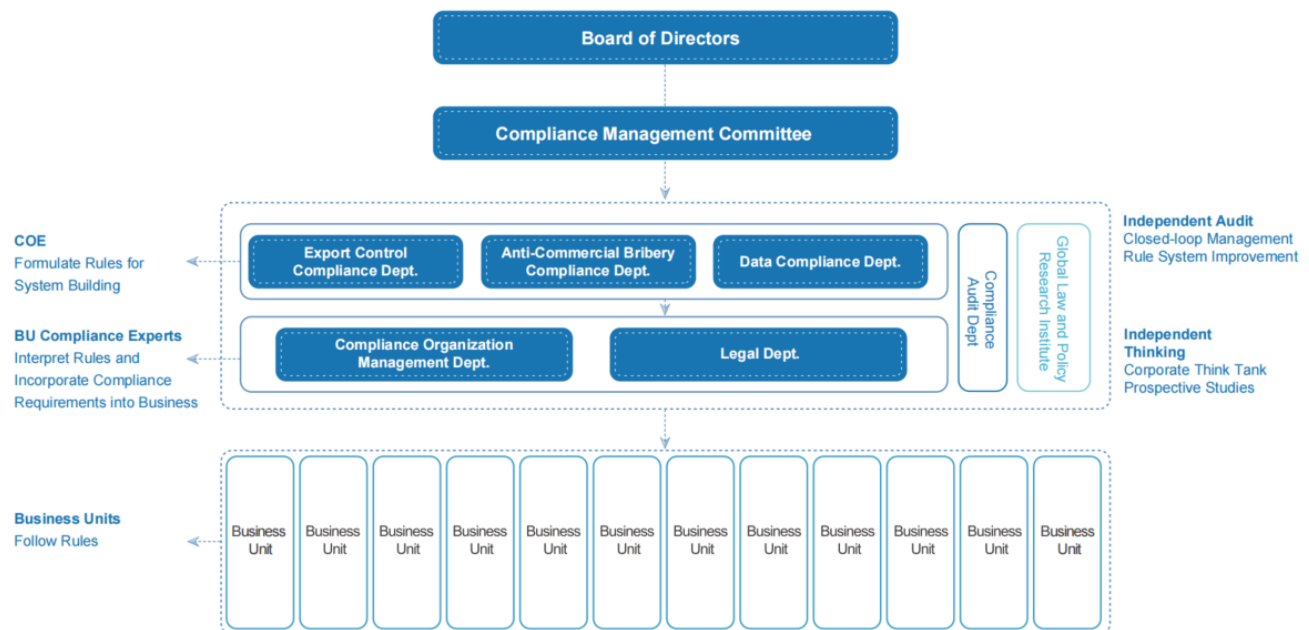 Board of Directors
Compliance Management Committee
COE
Formulate Rules for
System Building
Export Control
Compliance Dept.
Anti-Commercial Bribery
Compliance Dept.
Data Compliance Dept.
BU Compliance Experts
Interpret Rules and
Incorporate Compliance
Requirements into Business
Compliance Organization
Management Dept.
Legal Dept.
Compliance
Audit Dept
Global Law and Policy
Research Institute
Independent Audit
Closed-loop Management
Rule System Improvement
Independent
Thinking
Corporate Think Tank
Prospective Studies
Business Units
Follow Rules
Business
Unit
Business
Unit
Business
Unit
Business
Unit
Business
Unit
Business
Unit
Business
Unit
Business
Unit
Business
Unit
Business
Unit
Business
Unit
Business
Unit